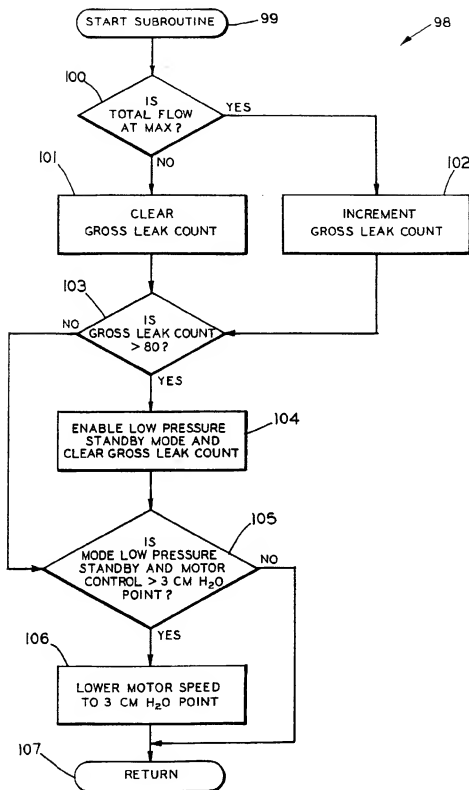 START SUBROUTINE
99
98
100
IS
TOTAL FLOW
AT MAX?
YES
NO
101
CLEAR
GROSS LEAK COUNT
102
INCREMENT
GROSS LEAK COUNT
103
IS
GROSS LEAK COUNT
> 80?
NO
YES
ENABLE LOW PRESSURE
STANDBY MODE AND
CLEAR GROSS LEAK COUNT
104
105
IS
MODE LOW PRESSURE
STANDBY AND MOTOR
CONTROL > 3 CM H₂O
POINT?
NO
YES
106
LOWER MOTOR SPEED
TO 3 CM H₂O POINT
107
RETURN